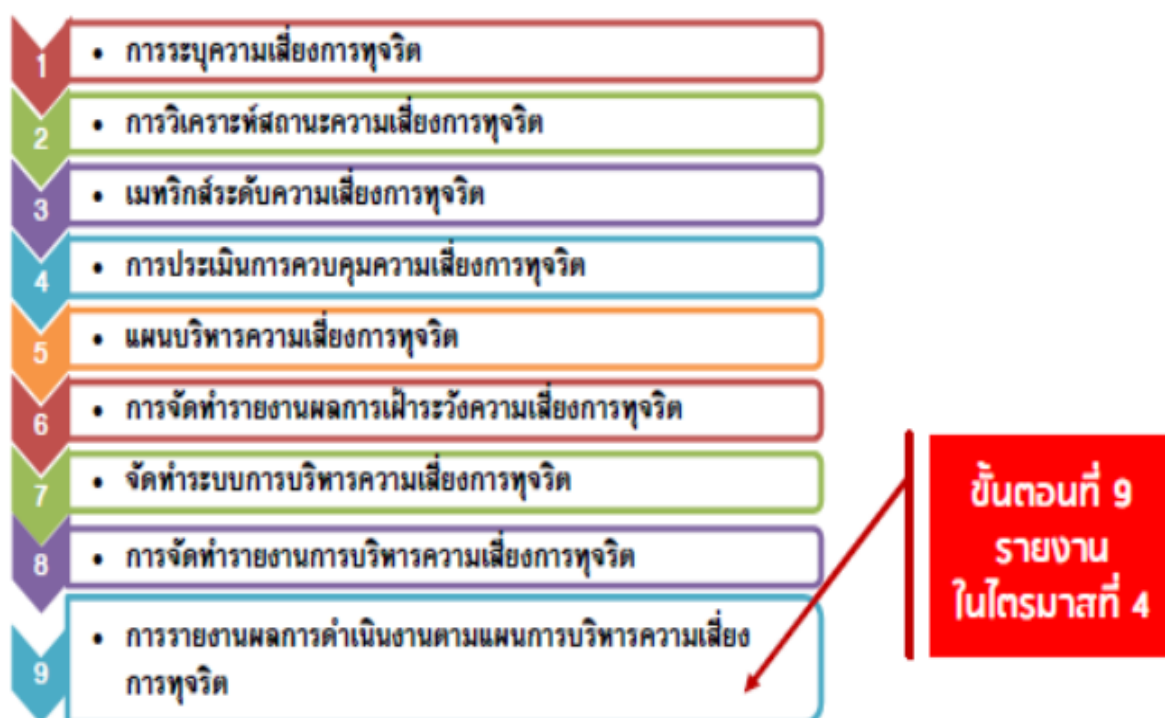 1
• การระบุความเสี่ยงการทุจริต
2
• การวิเคราะห์สถานะความเสี่ยงการทุจริต
3
• เมทริกส์ระดับความเสี่ยงการทุจริต
4
• การประเมินการควบคุมความเสี่ยงการทุจริต
5
• แผนบริหารความเสี่ยงการทุจริต
6
• การจัดทำรายงานผลการเฝ้าระวังความเสี่ยงการทุจริต
7
• จัดทำระบบการบริหารความเสี่ยงการทุจริต
8
• การจัดทำรายงานการบริหารความเสี่ยงการทุจริต
9
• การรายงานผลการดำเนินงานตามแผนการบริหารความเสี่ยง
การทุจริต
ขั้นตอนที่ 9
รายงาน
ในไตรมาสที่ 4